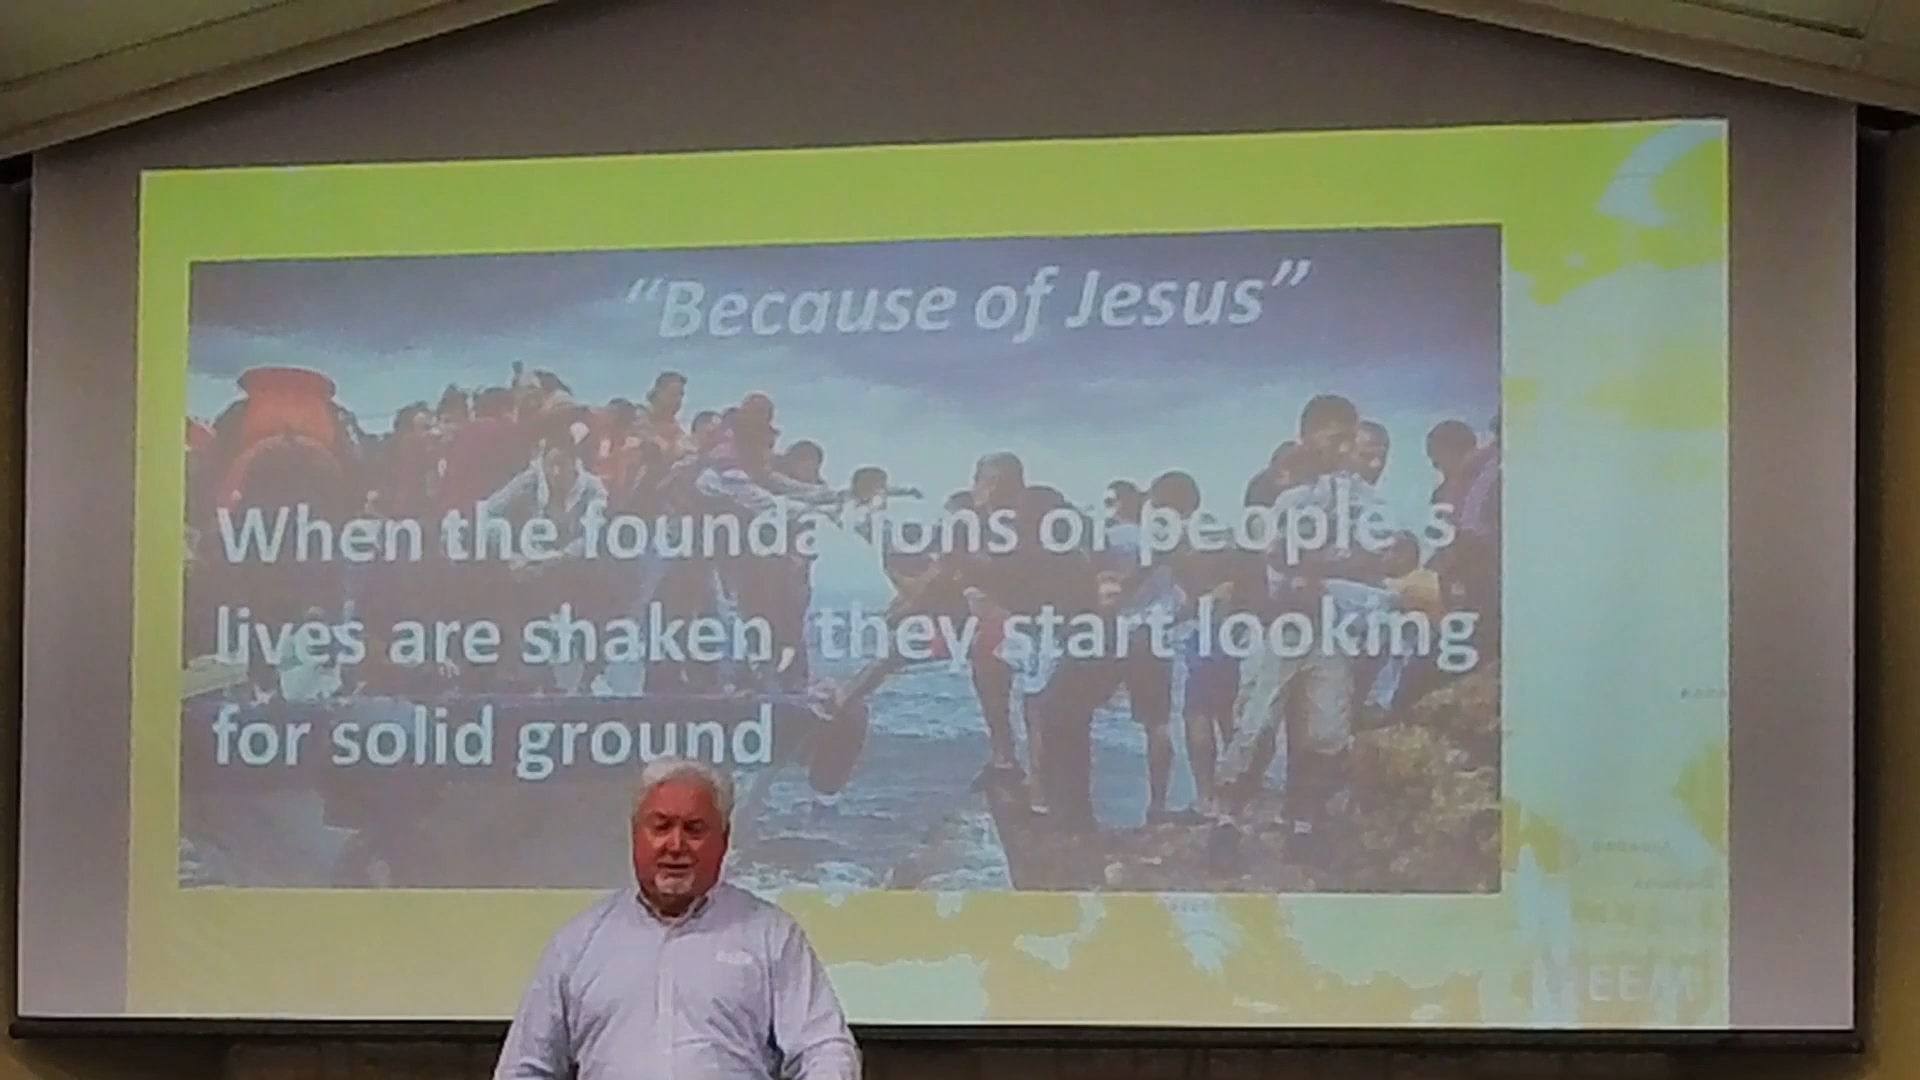 “Because of Jesus”
When the foundations of people's
lives are shaken, they start looking
for solid ground